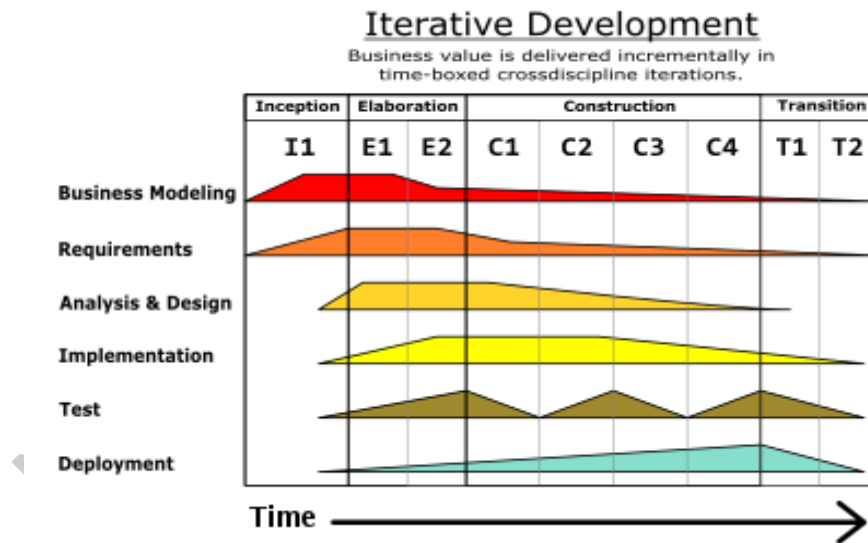 Iterative Development
Business value is delivered incrementally in
time-boxed crossdiscipline iterations.
Inception Elaboration Construction Transition
I1 E1 E2 C1 C2 C3 C4 T1 T2
Business Modeling
Requirements
Analysis & Design
Implementation
Test
Deployment
Time